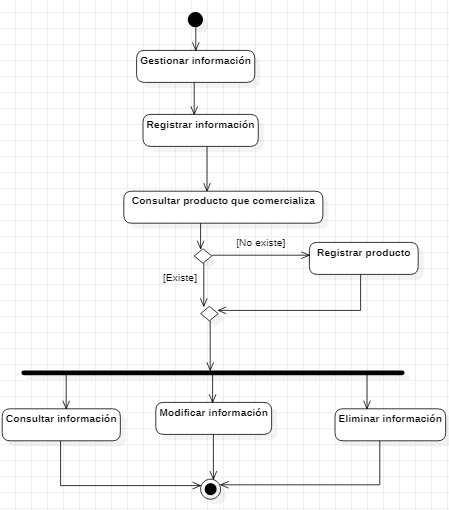 Gestionar información
Registrar información
Consultar producto que comercializa
[No existe]
Registrar producto
[Existe]
Consultar información
Modificar información
Eliminar información